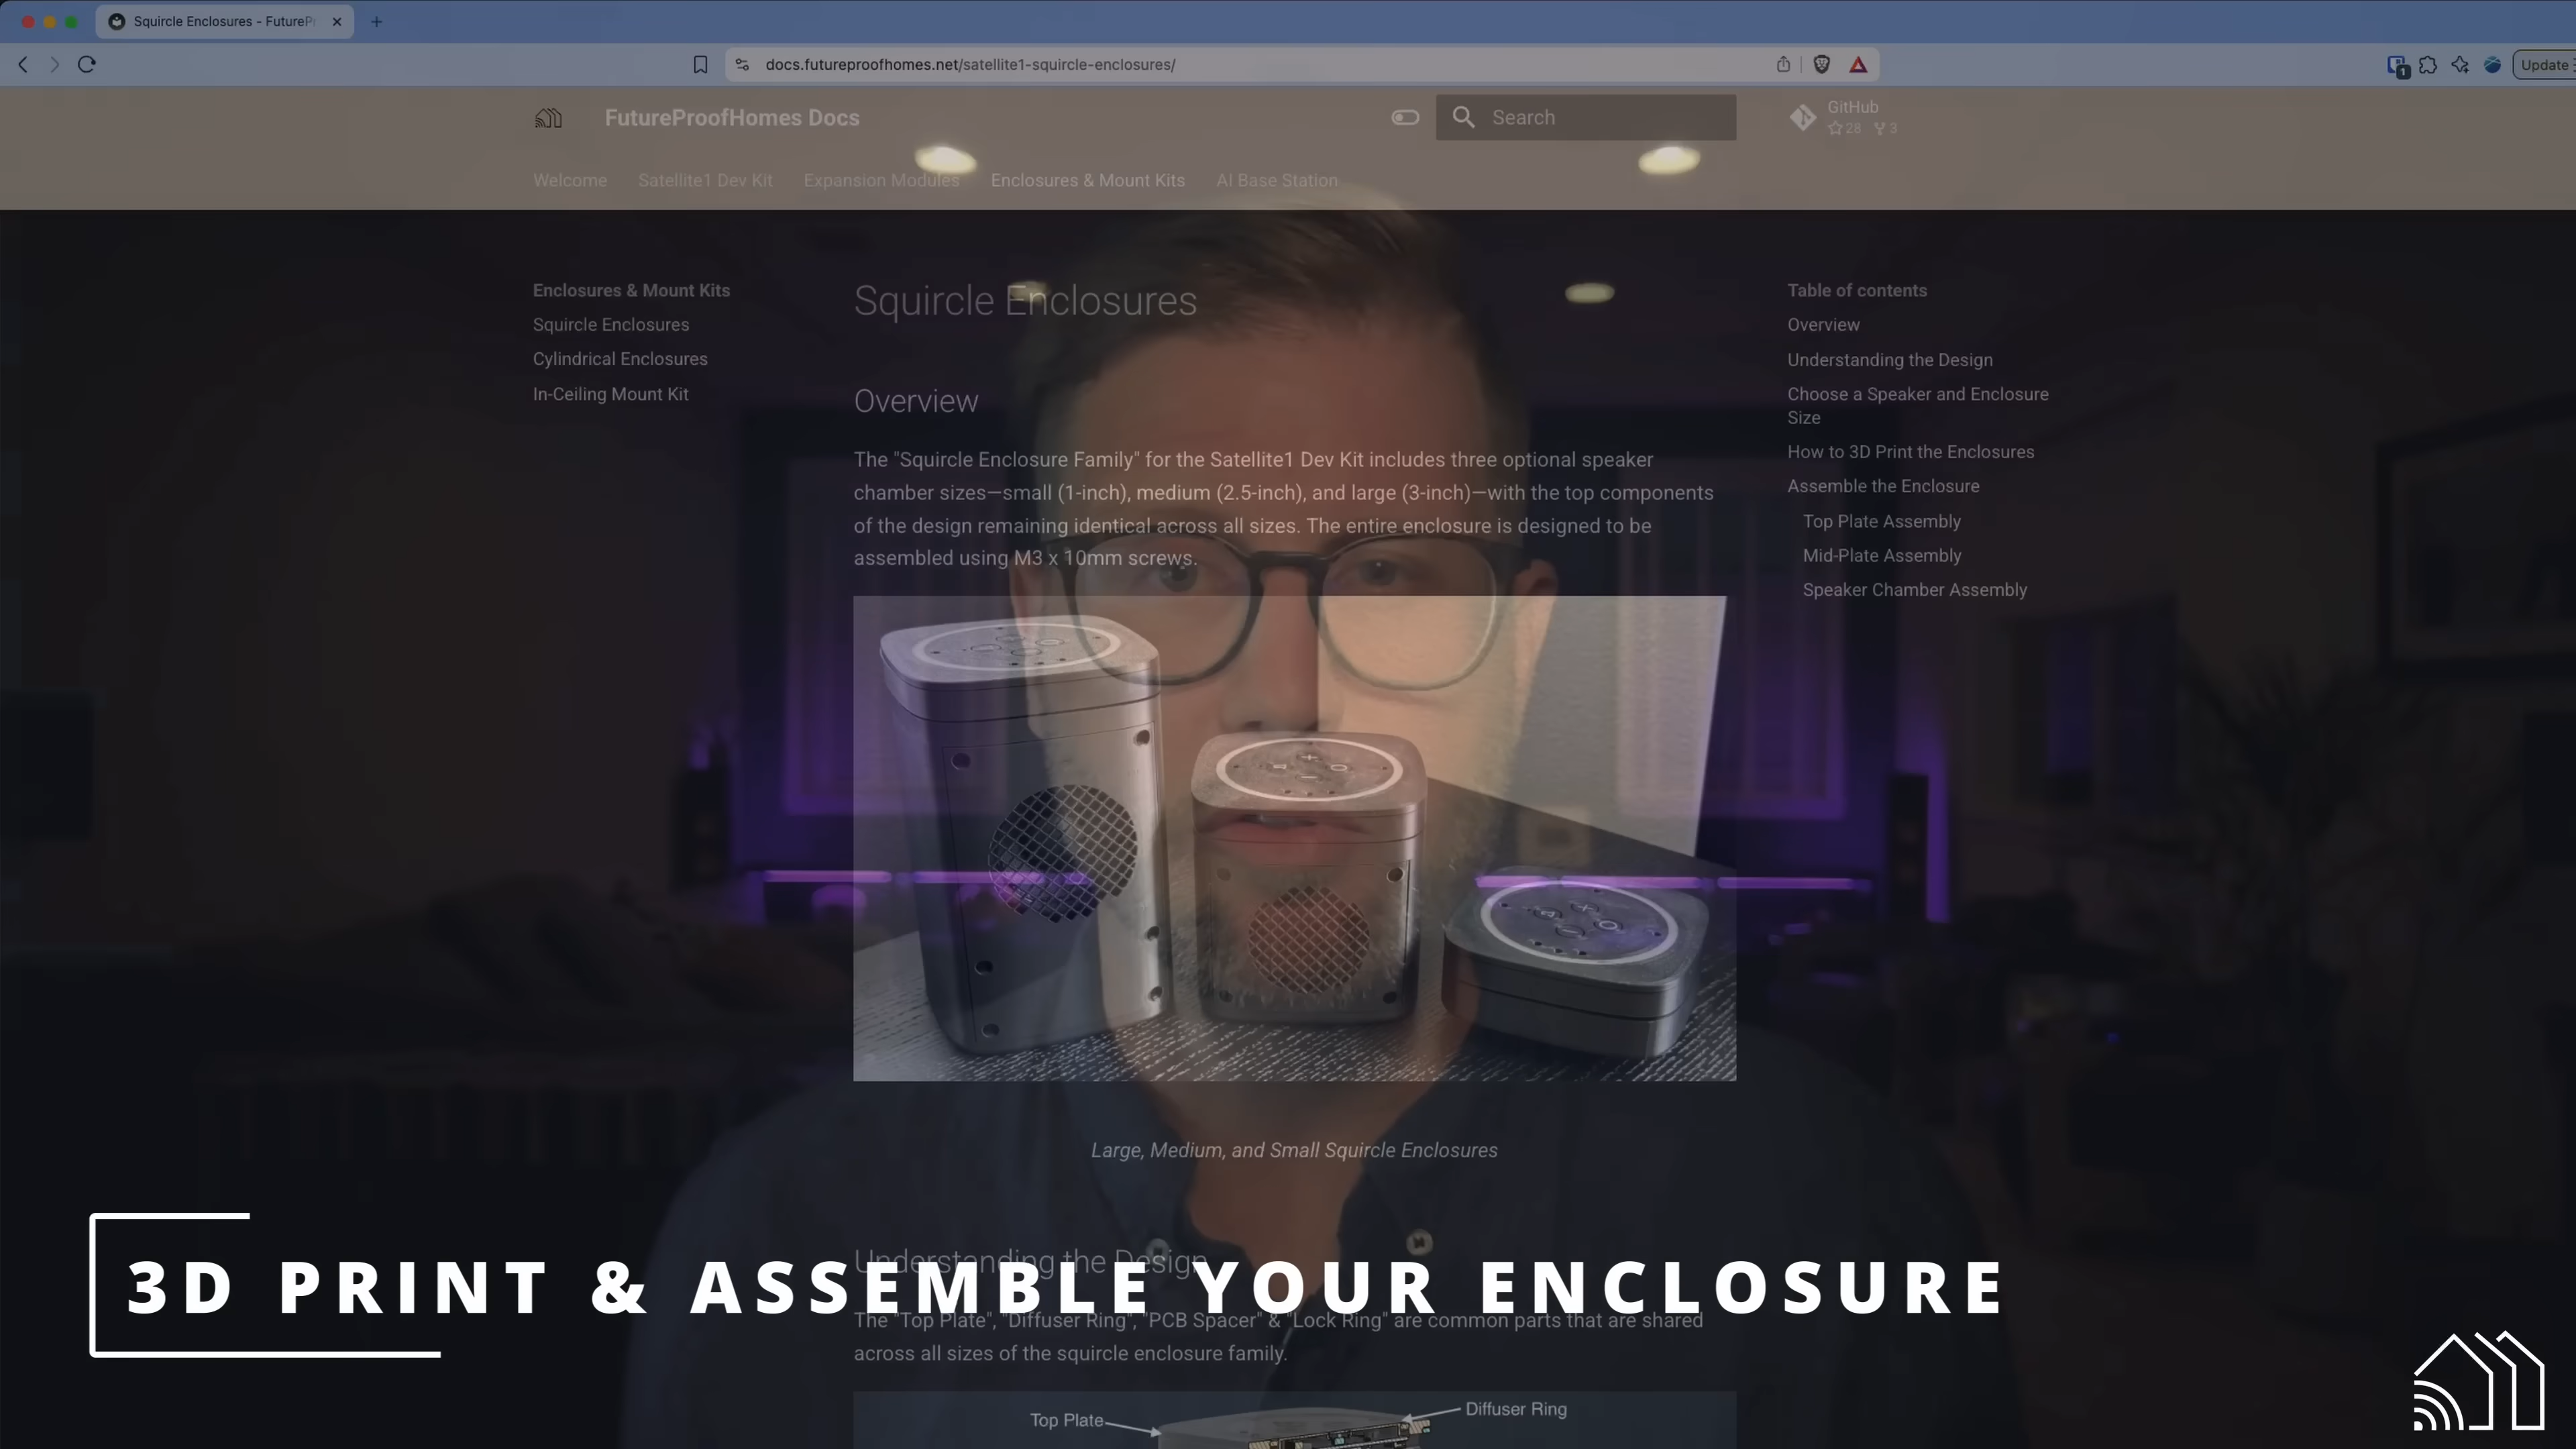 Squircle Enclosures - FutureP
docs.futureproofhomes.net/satellite1-squircle-enclosures/
1
Update
FutureProofHomes Docs
Search
GitHub
28 3
Welcome Satellite1 Dev Kit Expansion Modules Enclosures & Mount Kits AI Base Station
Enclosures & Mount Kits
Squircle Enclosures
Cylindrical Enclosures
In-Ceiling Mount Kit
Squircle Enclosures
Overview
The "Squircle Enclosure Family" for the Satellite1 Dev Kit includes three optional speaker
chamber sizes—small (1-inch), medium (2.5-inch), and large (3-inch)—with the top components
of the design remaining identical across all sizes. The entire enclosure is designed to be
assembled using M3 x 10mm screws.
Large, Medium, and Small Squircle Enclosures
Understanding the Design
The "Top Plate", "Diffuser Ring", "PCB Spacer" & "Lock Ring" are common parts that are shared
across all sizes of the squircle enclosure family.
Top Plate
Diffuser Ring
Table of contents
Overview
Understanding the Design
Choose a Speaker and Enclosure
Size
How to 3D Print the Enclosures
Assemble the Enclosure
Top Plate Assembly
Mid-Plate Assembly
Speaker Chamber Assembly
3D PRINT & ASSEMBLE YOUR ENCLOSURE